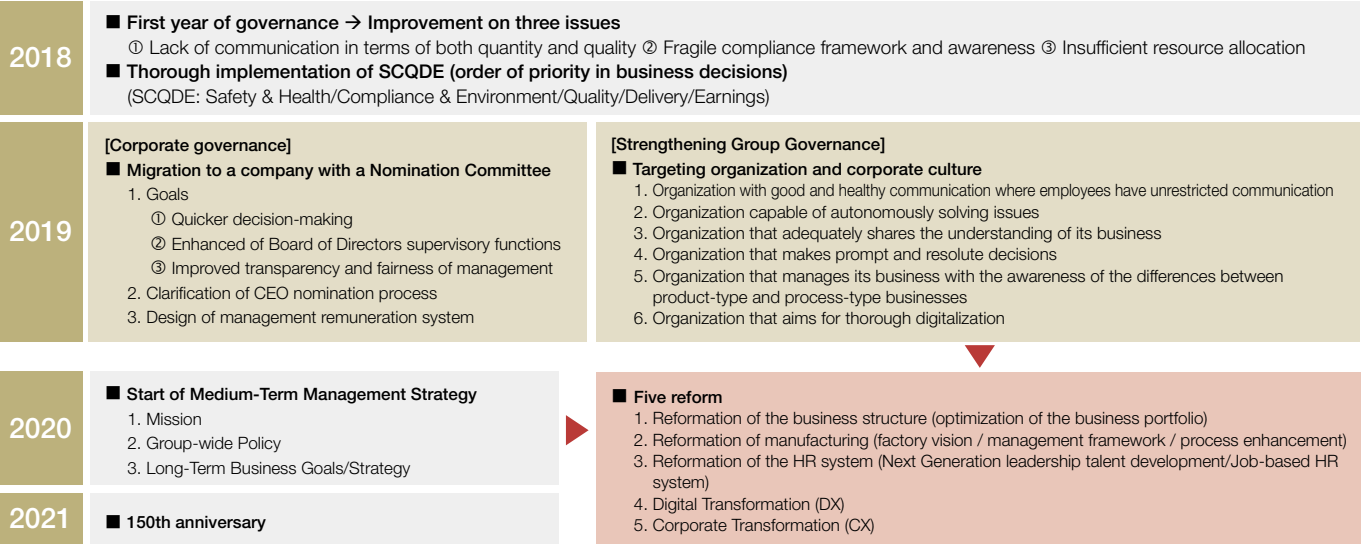 2018
■ First year of governance → Improvement on three issues
① Lack of communication in terms of both quantity and quality ② Fragile compliance framework and awareness ③ Insufficient resource allocation
■ Thorough implementation of SCQDE (order of priority in business decisions)
(SCQDE: Safety & Health/Compliance & Environment/Quality/Delivery/Earnings)
2019
[Corporate governance]
■ Migration to a company with a Nomination Committee
1. Goals
① Quicker decision-making
② Enhanced of Board of Directors supervisory functions
③ Improved transparency and fairness of management
2. Clarification of CEO nomination process
3. Design of management remuneration system
[Strengthening Group Governance]
■ Targeting organization and corporate culture
1. Organization with good and healthy communication where employees have unrestricted communication
2. Organization capable of autonomously solving issues
3. Organization that adequately shares the understanding of its business
4. Organization that makes prompt and resolute decisions
5. Organization that manages its business with the awareness of the differences between
product-type and process-type businesses
6. Organization that aims for thorough digitalization
2020
■ Start of Medium-Term Management Strategy
1. Mission
2. Group-wide Policy
3. Long-Term Business Goals/Strategy
2021
■ 150th anniversary
■ Five reform
1. Reformation of the business structure (optimization of the business portfolio)
2. Reformation of manufacturing (factory vision / management framework / process enhancement)
3. Reformation of the HR system (Next Generation leadership talent development/Job-based HR
system)
4. Digital Transformation (DX)
5. Corporate Transformation (CX)